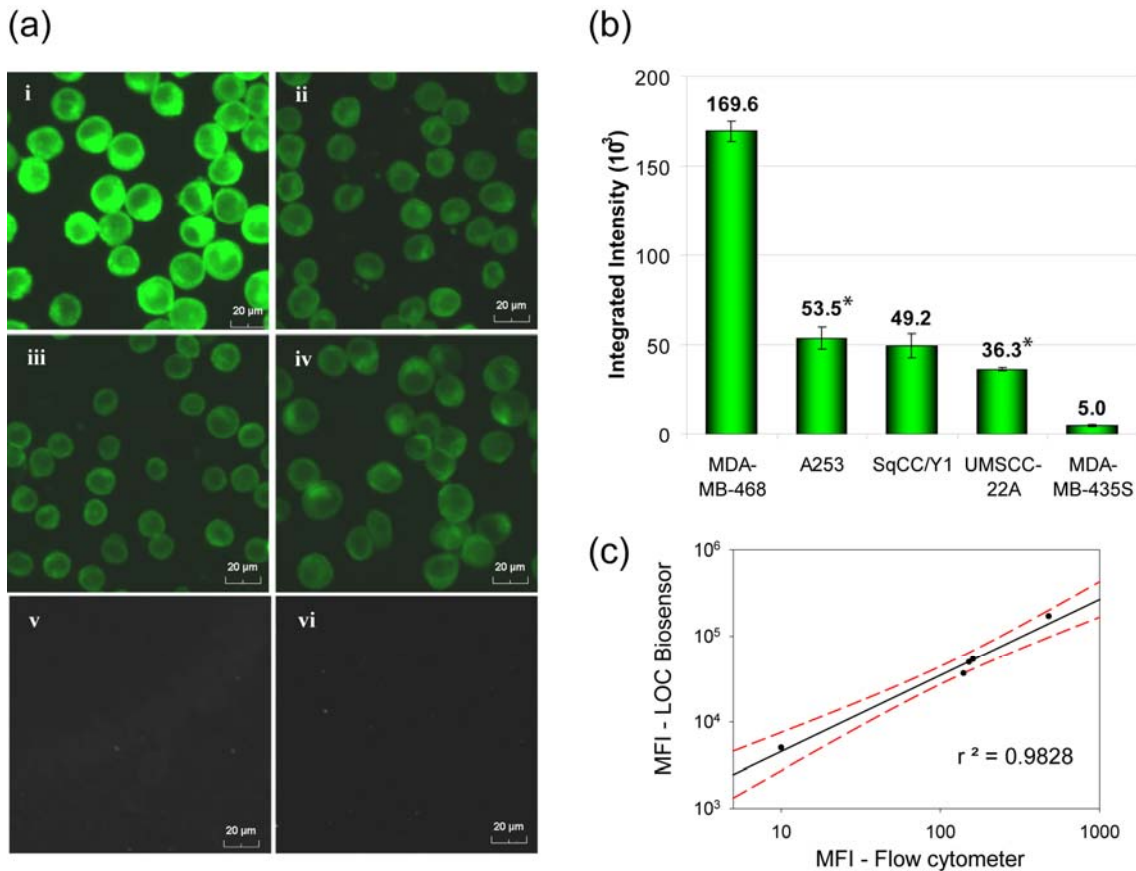 (a)
i
20 µm
ii
20 µm
iii
20 µm
iv
20 µm
v
20 µm
vi
20 µm
(b)
Integrated Intensity (10³)
200
150
100
50
0
169.6
53.5*
49.2
36.3*
5.0
MDA-
MB-468
A253
SqCC/Y1
UMSCC-
22A
MDA-
MB-435S
(c)
MFI - LOC Biosensor
10⁶
10⁵
10⁴
10³
r ² = 0.9828
10
100
1000
MFI - Flow cytometer